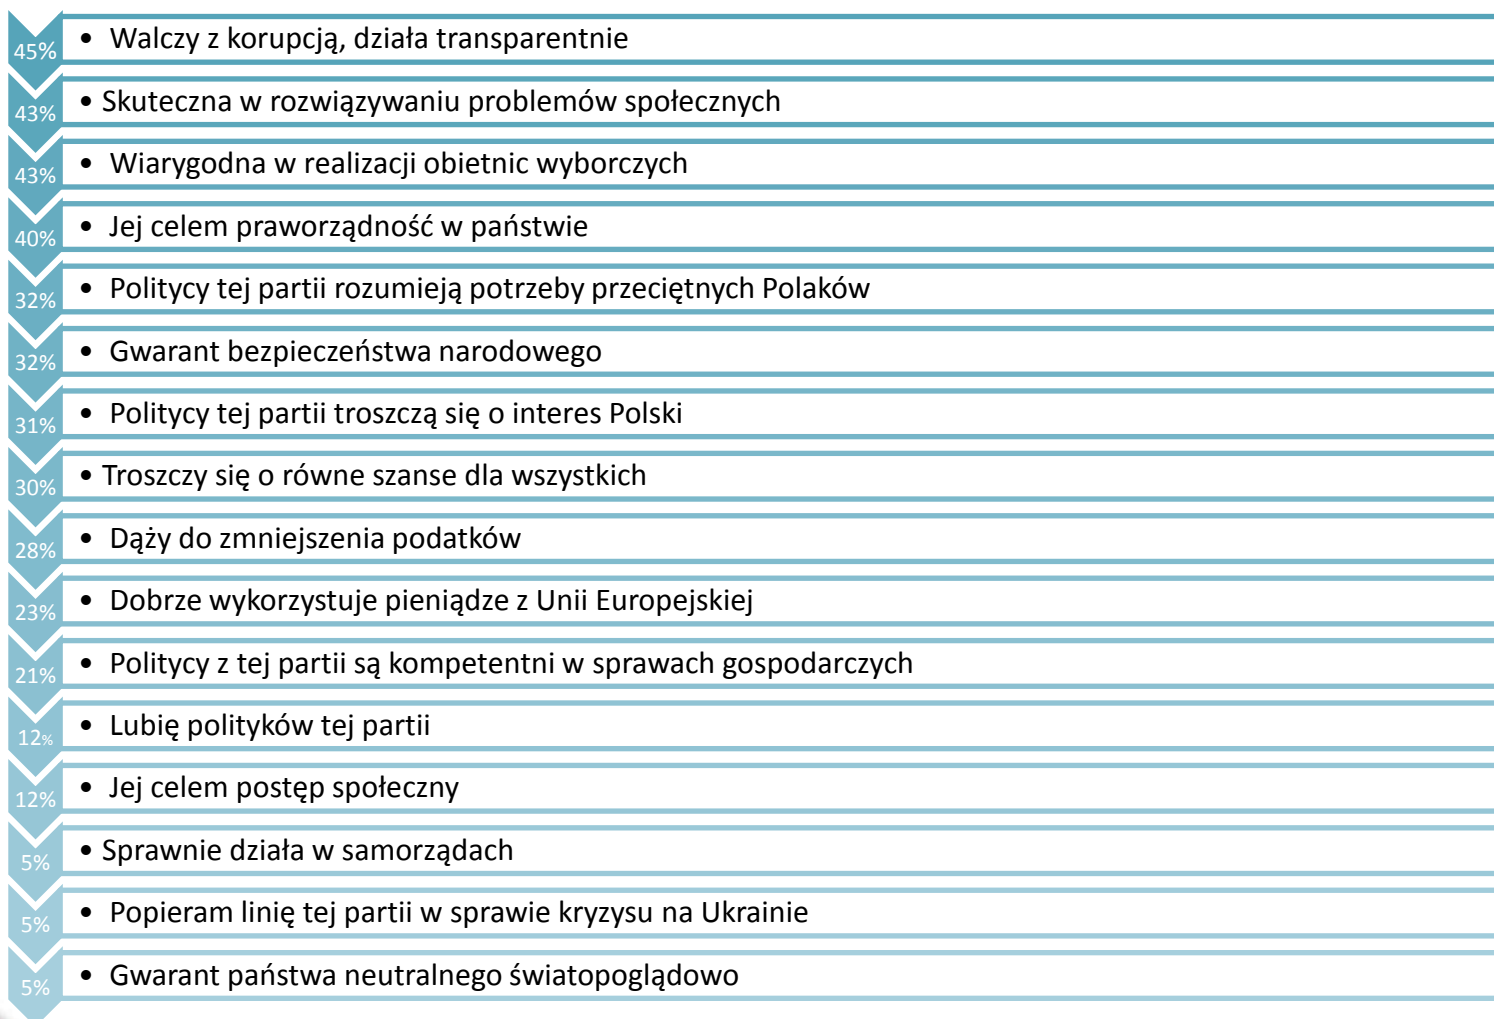 45% • Walczy z korupcją, działa transparentnie
43% • Skuteczna w rozwiązywaniu problemów społecznych
43% • Wiarygodna w realizacji obietnic wyborczych
40% • Jej celem praworządność w państwie
32% • Politycy tej partii rozumieją potrzeby przeciętnych Polaków
32% • Gwarant bezpieczeństwa narodowego
31% • Politycy tej partii troszczą się o interes Polski
30% • Troszczy się o równe szanse dla wszystkich
28% • Dąży do zmniejszenia podatków
23% • Dobrze wykorzystuje pieniądze z Unii Europejskiej
21% • Politycy z tej partii są kompetentni w sprawach gospodarczych
12% • Lubię polityków tej partii
12% • Jej celem postęp społeczny
5% • Sprawnie działa w samorządach
5% • Popieram linię tej partii w sprawie kryzysu na Ukrainie
5% • Gwarant państwa neutralnego światopoglądowo